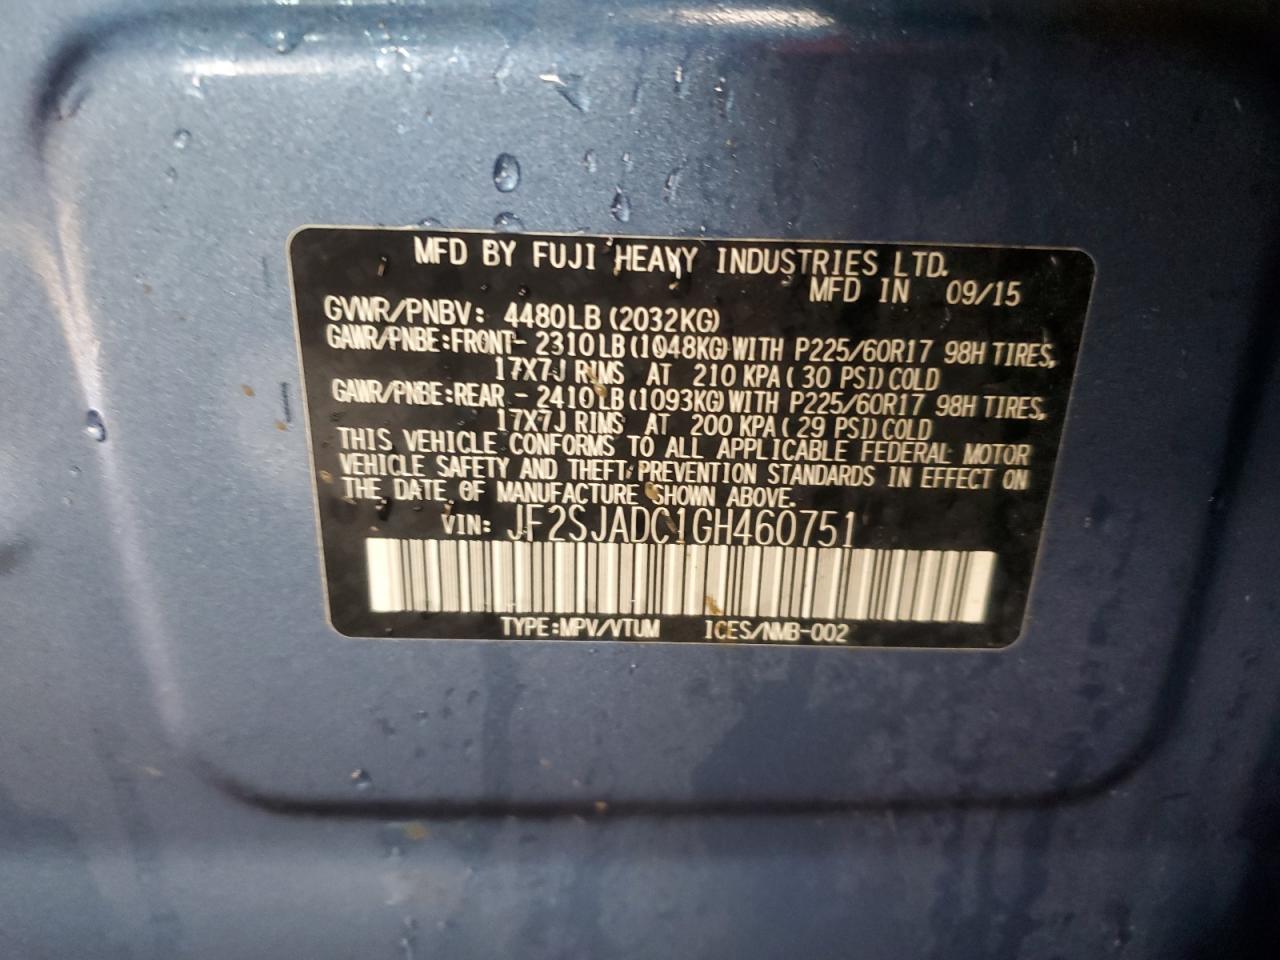 MFD BY FUJI HEAVY INDUSTRIES LTD.
MFD IN 09/15
GVWR/PNBV: 4480LB (2032KG)
GAWR/PNBE:FRONT- 2310LB(1048KG)WITH P225/60R17 98H TIRES,
17X7J RIMS AT 210 KPA( 30 PSI)COLD
GAWR/PNBE:REAR - 2410LB(1093KG)WITH P225/60R17 98H TIRES,
17X7J RIMS AT 200 KPA( 29 PSI)COLD
THIS VEHICLE CONFORMS TO ALL APPLICABLE FEDERAL MOTOR
VEHICLE SAFETY AND THEFT PREVENTION STANDARDS IN EFFECT ON
THE DATE OF MANUFACTURE SHOWN ABOVE.
VIN: JF2SJADC1GH460751
TYPE:MPV/VTUM ICES/NMB-002